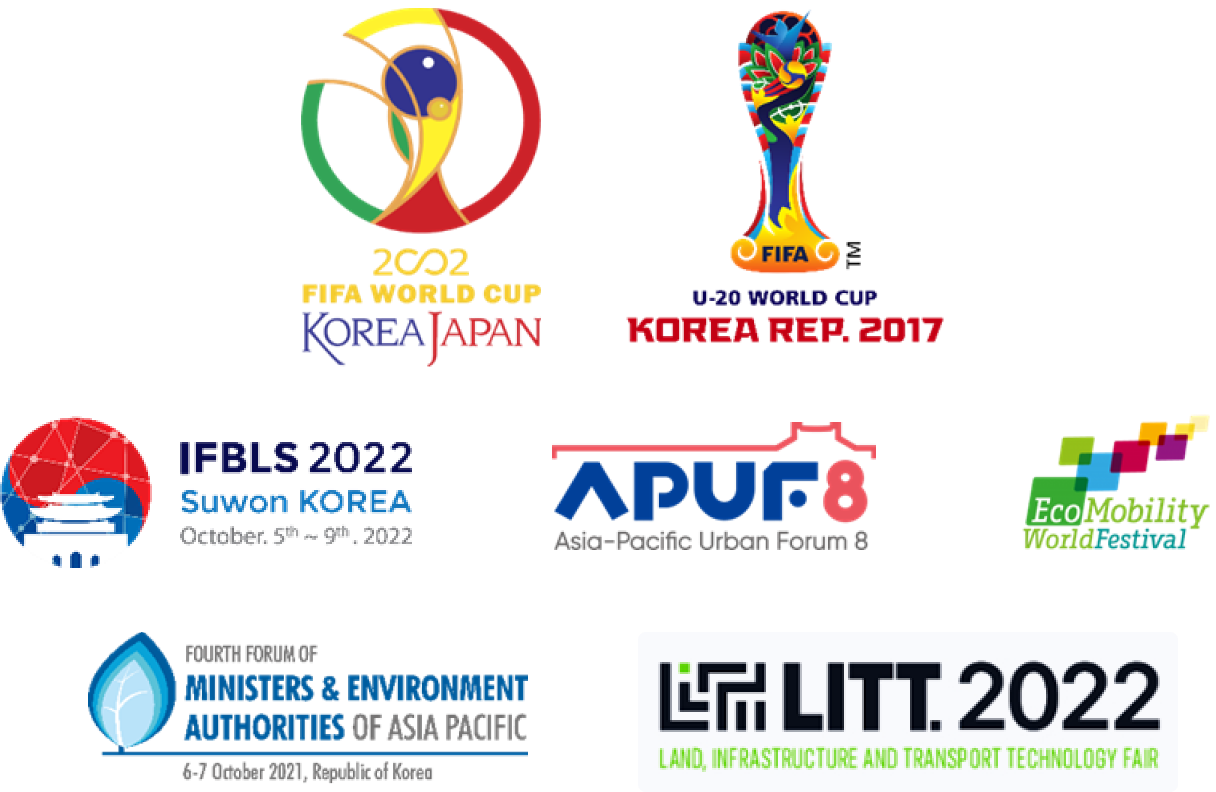 2002
FIFA WORLD CUP
KOREA JAPAN
FIFA
TM
U-20 WORLD CUP
KOREA REP. 2017
IFBLS 2022
Suwon KOREA
October. 5th ~ 9th . 2022
APUF8
Asia-Pacific Urban Forum 8
EcoMobility
WorldFestival
FOURTH FORUM OF
MINISTERS & ENVIRONMENT
AUTHORITIES OF ASIA PACIFIC
6-7 October 2021, Republic of Korea
LITT. 2022
LAND, INFRASTRUCTURE AND TRANSPORT TECHNOLOGY FAIR